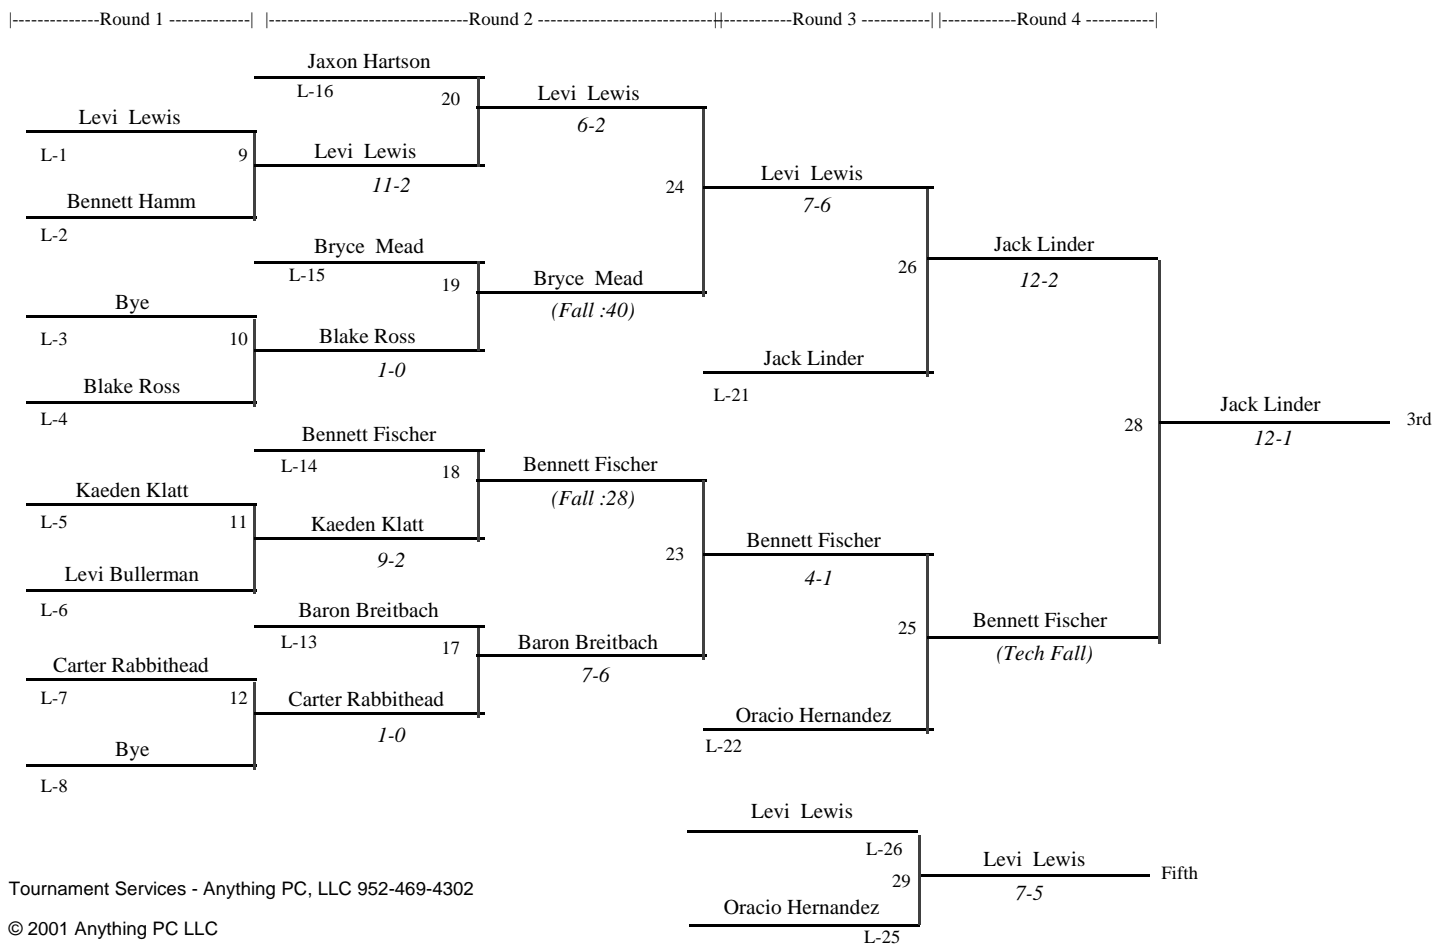 |--------------Round 1 -------------| |-----------------------------Round 2 --------------------------||-----------Round 3 -----------| |------------Round 4 -----------|
Jaxon Hartson
L-16
20
Levi  Lewis
6-2
Levi  Lewis
L-1
9
Levi  Lewis
11-2
Bennett Hamm
L-2
24
Levi  Lewis
7-6
Bryce  Mead
L-15
19
Bryce  Mead
(Fall :40)
Bye
L-3
10
Blake Ross
1-0
Blake Ross
L-4
26
Jack Linder
12-2
Jack Linder
L-21
28
Jack Linder
12-1
3rd
Bennett Fischer
L-14
18
Bennett Fischer
(Fall :28)
Kaeden Klatt
L-5
11
Kaeden Klatt
9-2
Levi Bullerman
L-6
23
Bennett Fischer
4-1
Baron Breitbach
L-13
17
Baron Breitbach
7-6
25
Bennett Fischer
(Tech Fall)
Carter Rabbithead
L-7
12
Carter Rabbithead
1-0
Bye
L-8
Oracio Hernandez
L-22
Levi  Lewis
L-26
29
Levi  Lewis
7-5
Fifth
Oracio Hernandez
L-25
Tournament Services - Anything PC, LLC 952-469-4302
© 2001 Anything PC LLC